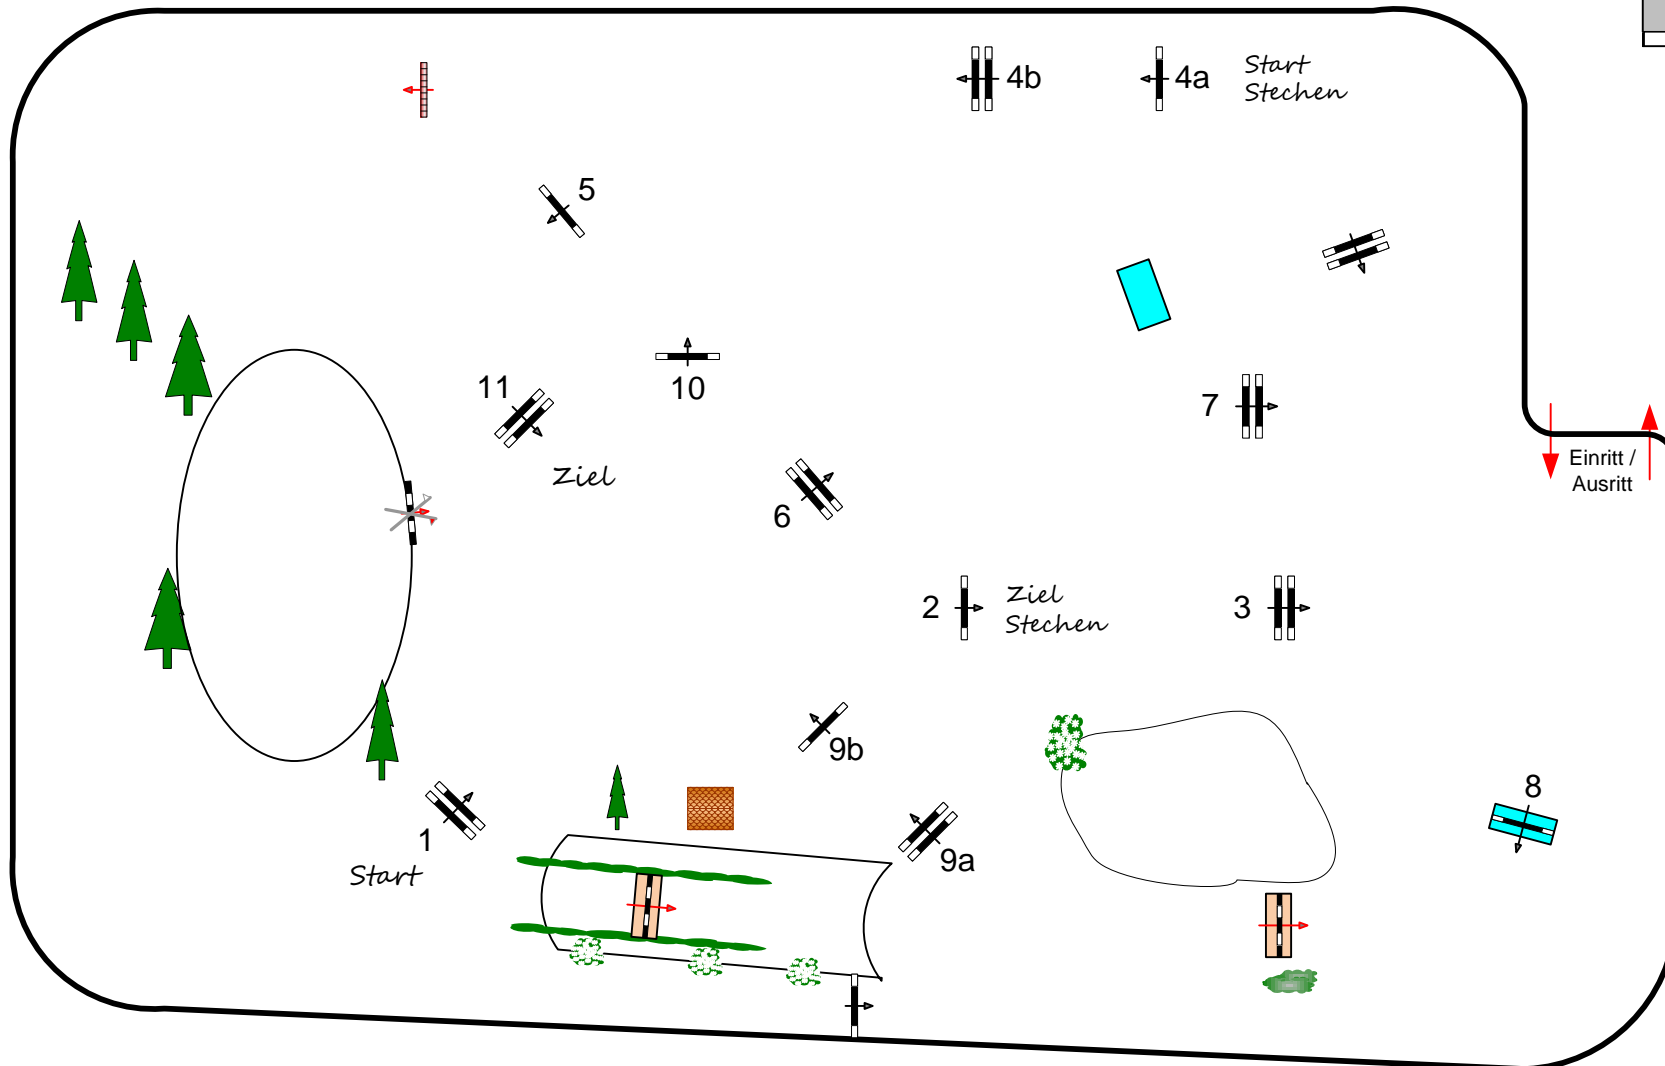 4b
4a
Start
Stechen
5
11
10
7
Ziel
6
Einritt /
Ausritt
2
Ziel
Stechen
3
9b
8
1
9a
Start